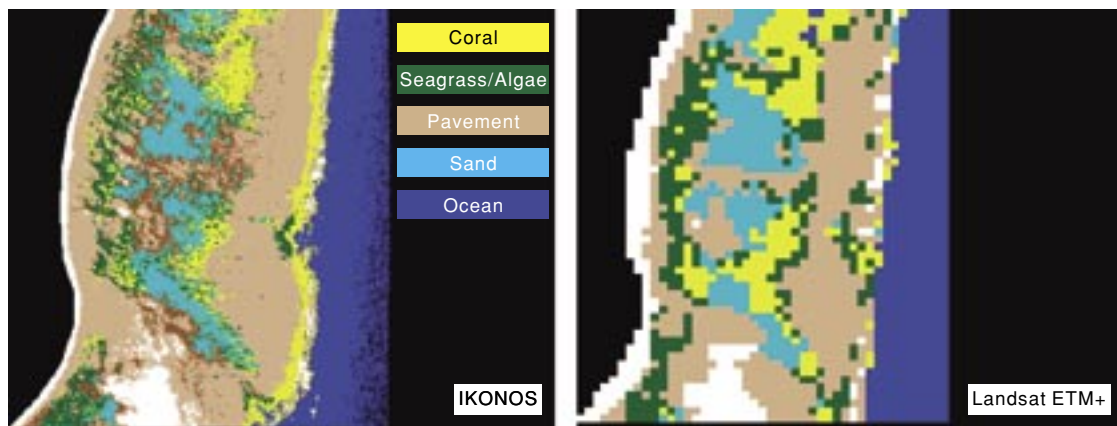 Coral
Seagrass/Algae
Pavement
Sand
Ocean
IKONOS
Landsat ETM+